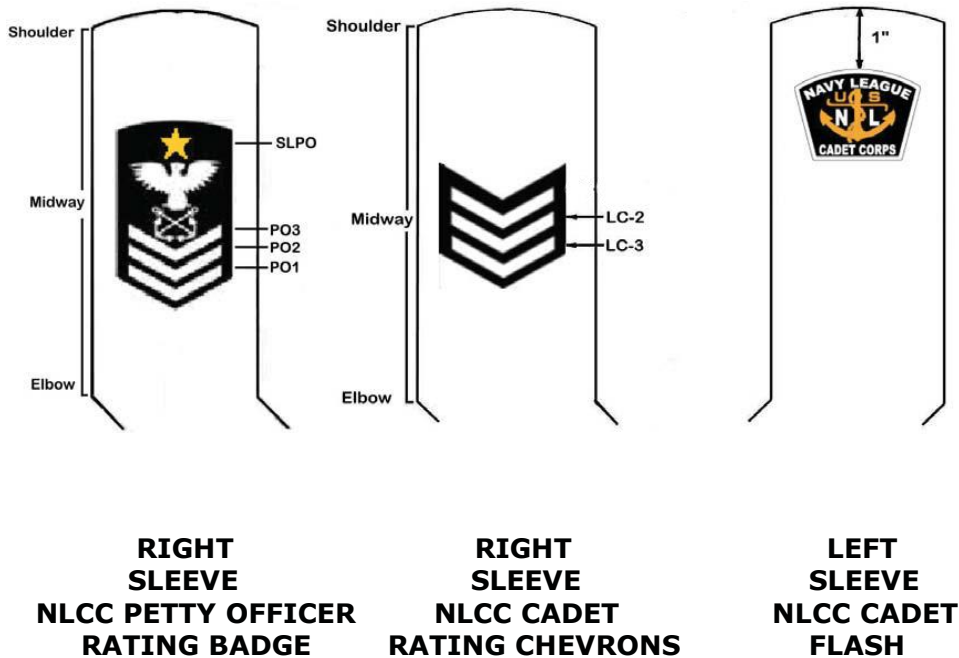 Shoulder
SLPO
Midway
PO3
PO2
PO1
Elbow
RIGHT
SLEEVE
NLCC PETTY OFFICER
RATING BADGE
Shoulder
Midway
LC-2
LC-3
Elbow
RIGHT
SLEEVE
NLCC CADET
RATING CHEVRONS
1"
NAVY LEAGUE
U S
N L
CADET CORPS
LEFT
SLEEVE
NLCC CADET
FLASH